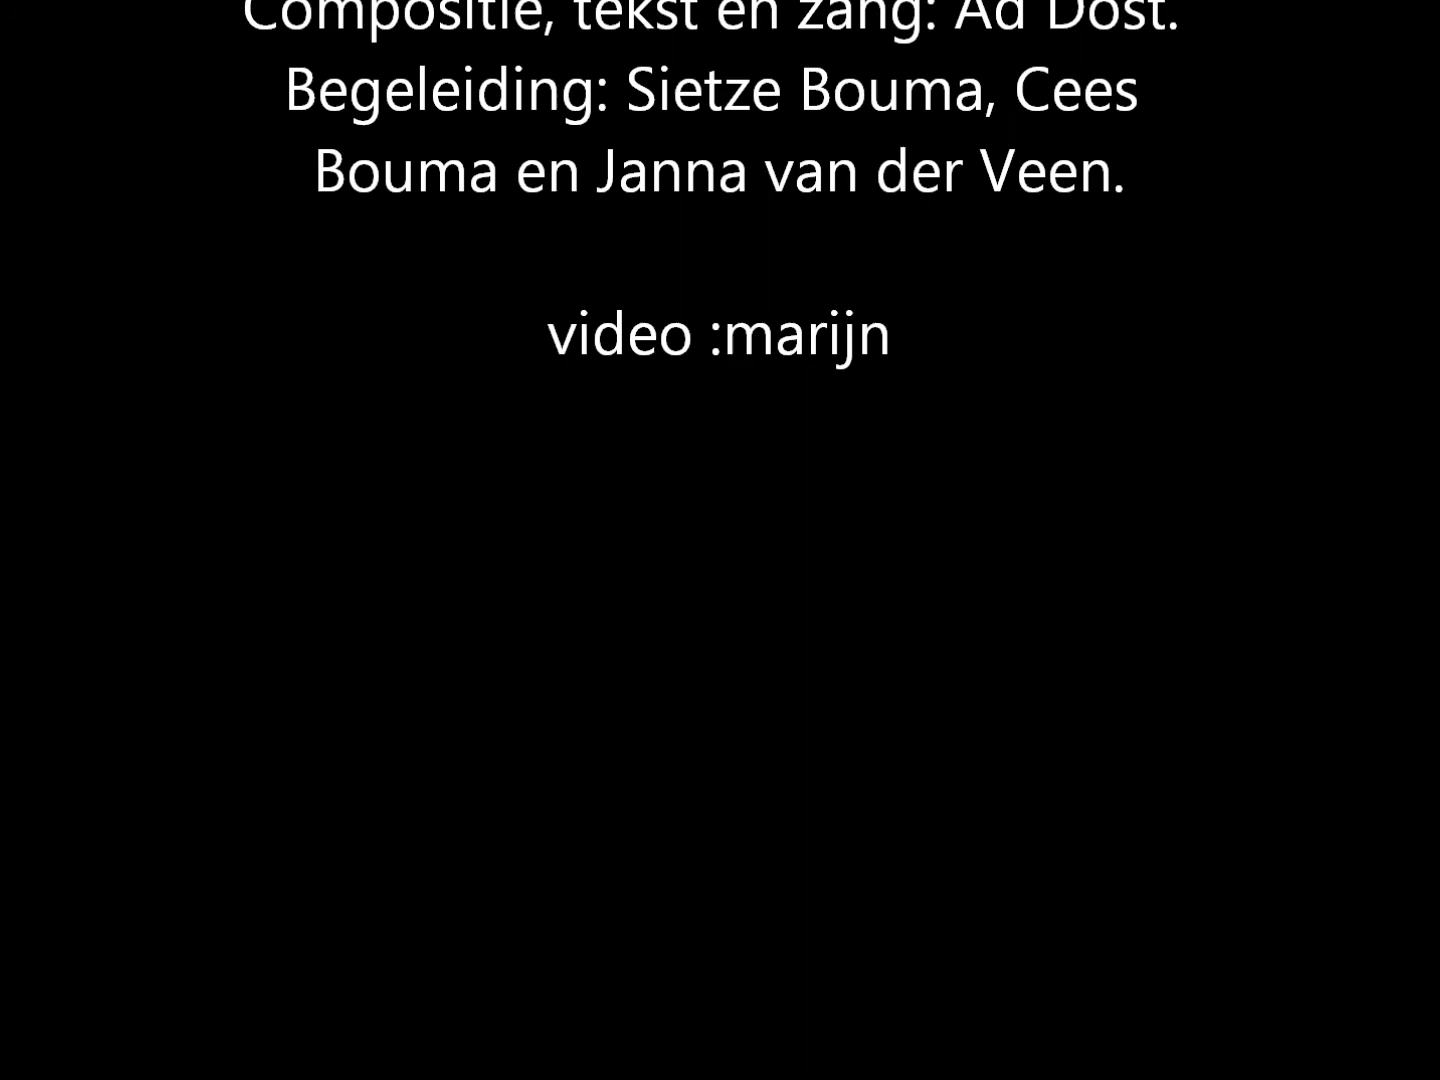 Compositie, tekst en zang: Ad Dost.
Begeleiding: Sietze Bouma, Cees
Bouma en Janna van der Veen.
video :marijn